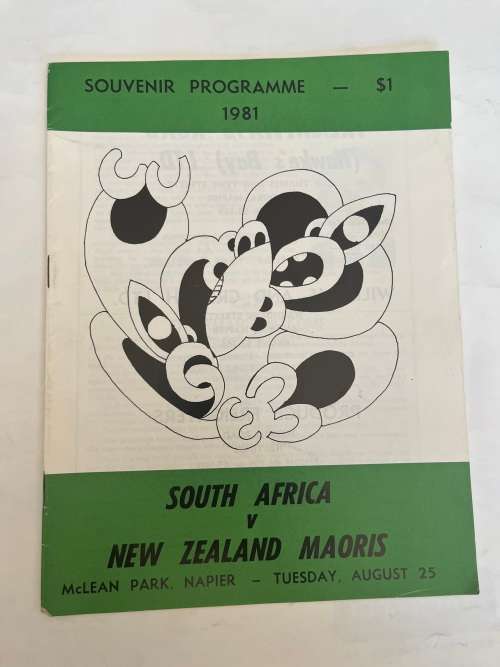 SOUVENIR PROGRAMME — $1
1981
SOUTH AFRICA
v
NEW ZEALAND MAORIS
McLEAN PARK, NAPIER – TUESDAY, AUGUST 25